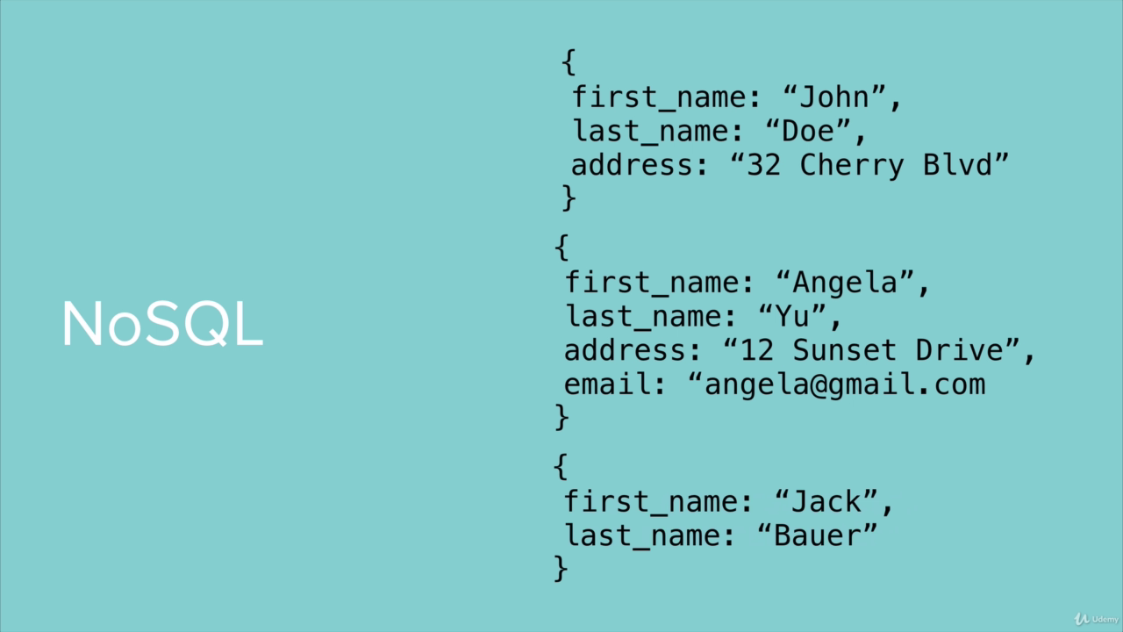 NoSQL
{
first_name: “John”,
last_name: “Doe”,
address: “32 Cherry Blvd”
}
{
first_name: “Angela”,
last_name: “Yu”,
address: “12 Sunset Drive”,
email: “angela@gmail.com
}
{
first_name: “Jack”,
last_name: “Bauer”
}
Udemy